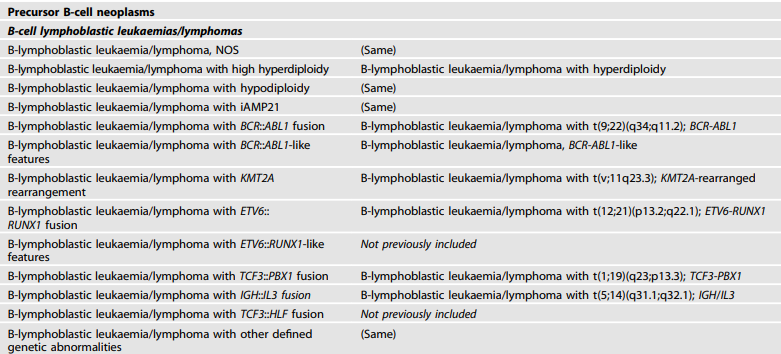 Precursor B-cell neoplasms
B-cell lymphoblastic leukaemias/lymphomas
B-lymphoblastic leukaemia/lymphoma, NOS (Same)
B-lymphoblastic leukaemia/lymphoma with high hyperdiploidy B-lymphoblastic leukaemia/lymphoma with hyperdiploidy
B-lymphoblastic leukaemia/lymphoma with hypodiploidy (Same)
B-lymphoblastic leukaemia/lymphoma with iAMP21 (Same)
B-lymphoblastic leukaemia/lymphoma with BCR::ABL1 fusion B-lymphoblastic leukaemia/lymphoma with t(9;22)(q34;q11.2); BCR-ABL1
B-lymphoblastic leukaemia/lymphoma with BCR::ABL1-like B-lymphoblastic leukaemia/lymphoma, BCR-ABL1-like
features
B-lymphoblastic leukaemia/lymphoma with KMT2A B-lymphoblastic leukaemia/lymphoma with t(v;11q23.3); KMT2A-rearranged
rearrangement
B-lymphoblastic leukaemia/lymphoma with ETV6:: B-lymphoblastic leukaemia/lymphoma with t(12;21)(p13.2;q22.1); ETV6-RUNX1
RUNX1 fusion
B-lymphoblastic leukaemia/lymphoma with ETV6::RUNX1-like Not previously included
features
B-lymphoblastic leukaemia/lymphoma with TCF3::PBX1 fusion B-lymphoblastic leukaemia/lymphoma with t(1;19)(q23;p13.3); TCF3-PBX1
B-lymphoblastic leukaemia/lymphoma with IGH::IL3 fusion B-lymphoblastic leukaemia/lymphoma with t(5;14)(q31.1;q32.1); IGH/IL3
B-lymphoblastic leukaemia/lymphoma with TCF3::HLF fusion Not previously included
B-lymphoblastic leukaemia/lymphoma with other defined (Same)
genetic abnormalities